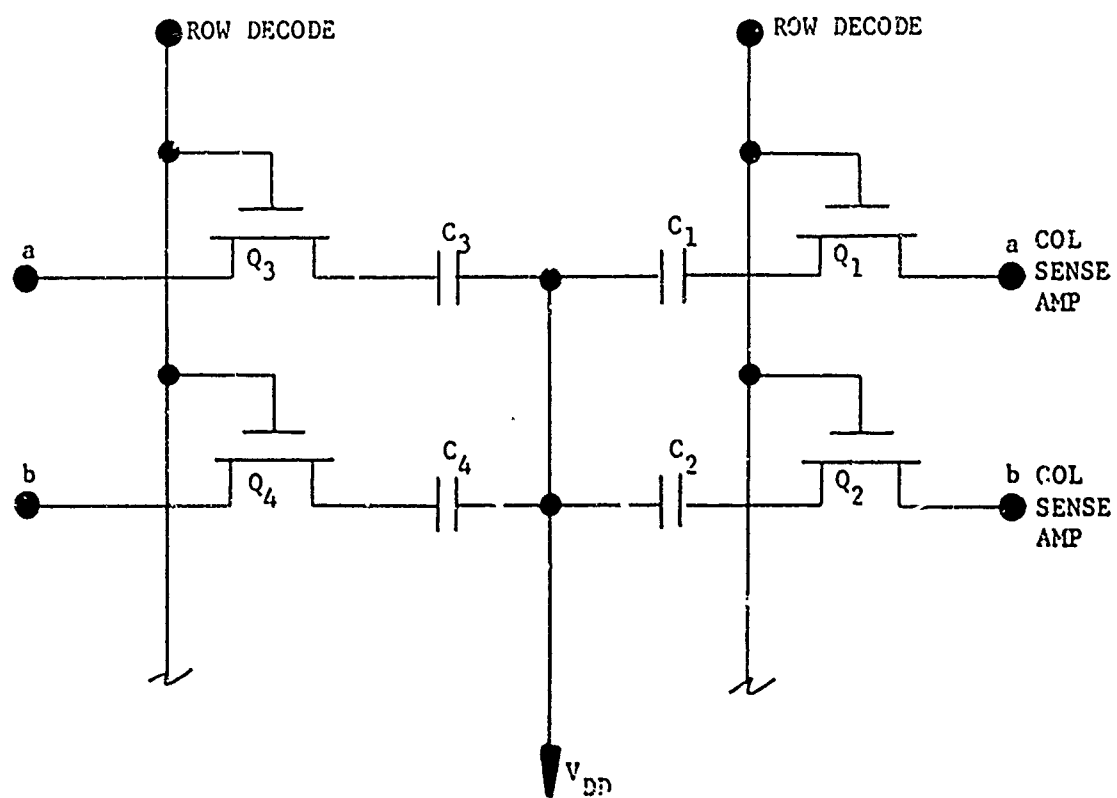 ROW DECODE
ROW DECODE
a
Q3
C3
C1
Q1
a COL
SENSE
AMP
b
Q4
C4
C2
Q2
b COL
SENSE
AMP
VDD